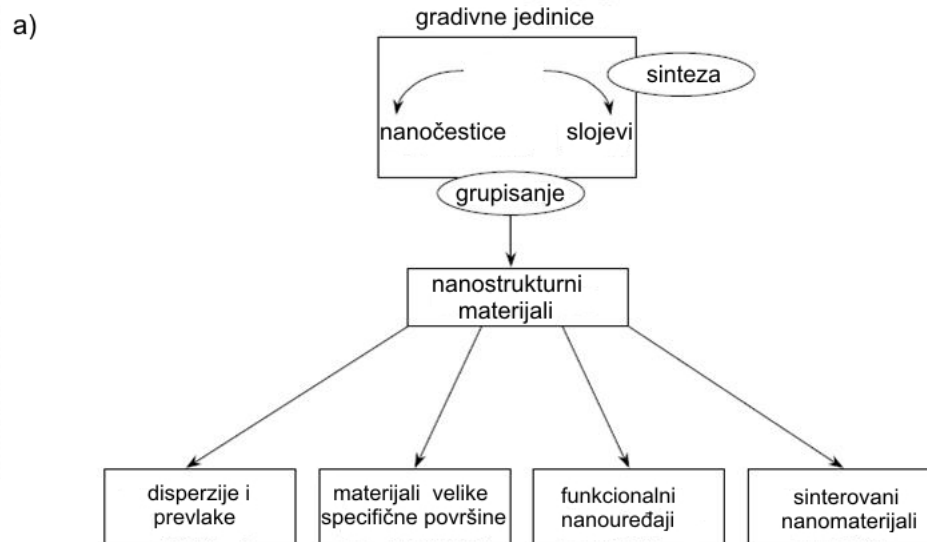 a)
gradivne jedinice
sinteza
nanočestice
slojevi
grupisanje
nanostrukturni
materijali
disperzije i
prevlake
materijali velike
specifične površine
funkcionalni
nanouređaji
sinterovani
nanomaterijali